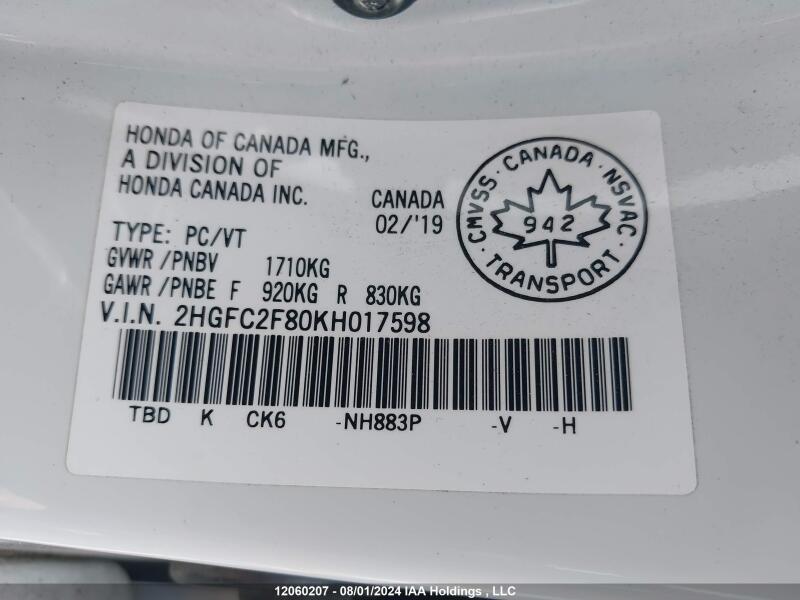 HONDA OF CANADA MFG.,
A DIVISION OF
HONDA CANADA INC.
CANADA
02/'19
TYPE: PC/VT
GVWR /PNBV 1710KG
GAWR /PNBE F 920KG R 830KG
V.I.N. 2HGFC2F80KH017598
TBD K CK6 -NH883P -V -H
CMVSS · CANADA · NSVAC
942
· TRANSPORT ·
12060207 - 08/01/2024 IAA Holdings , LLC